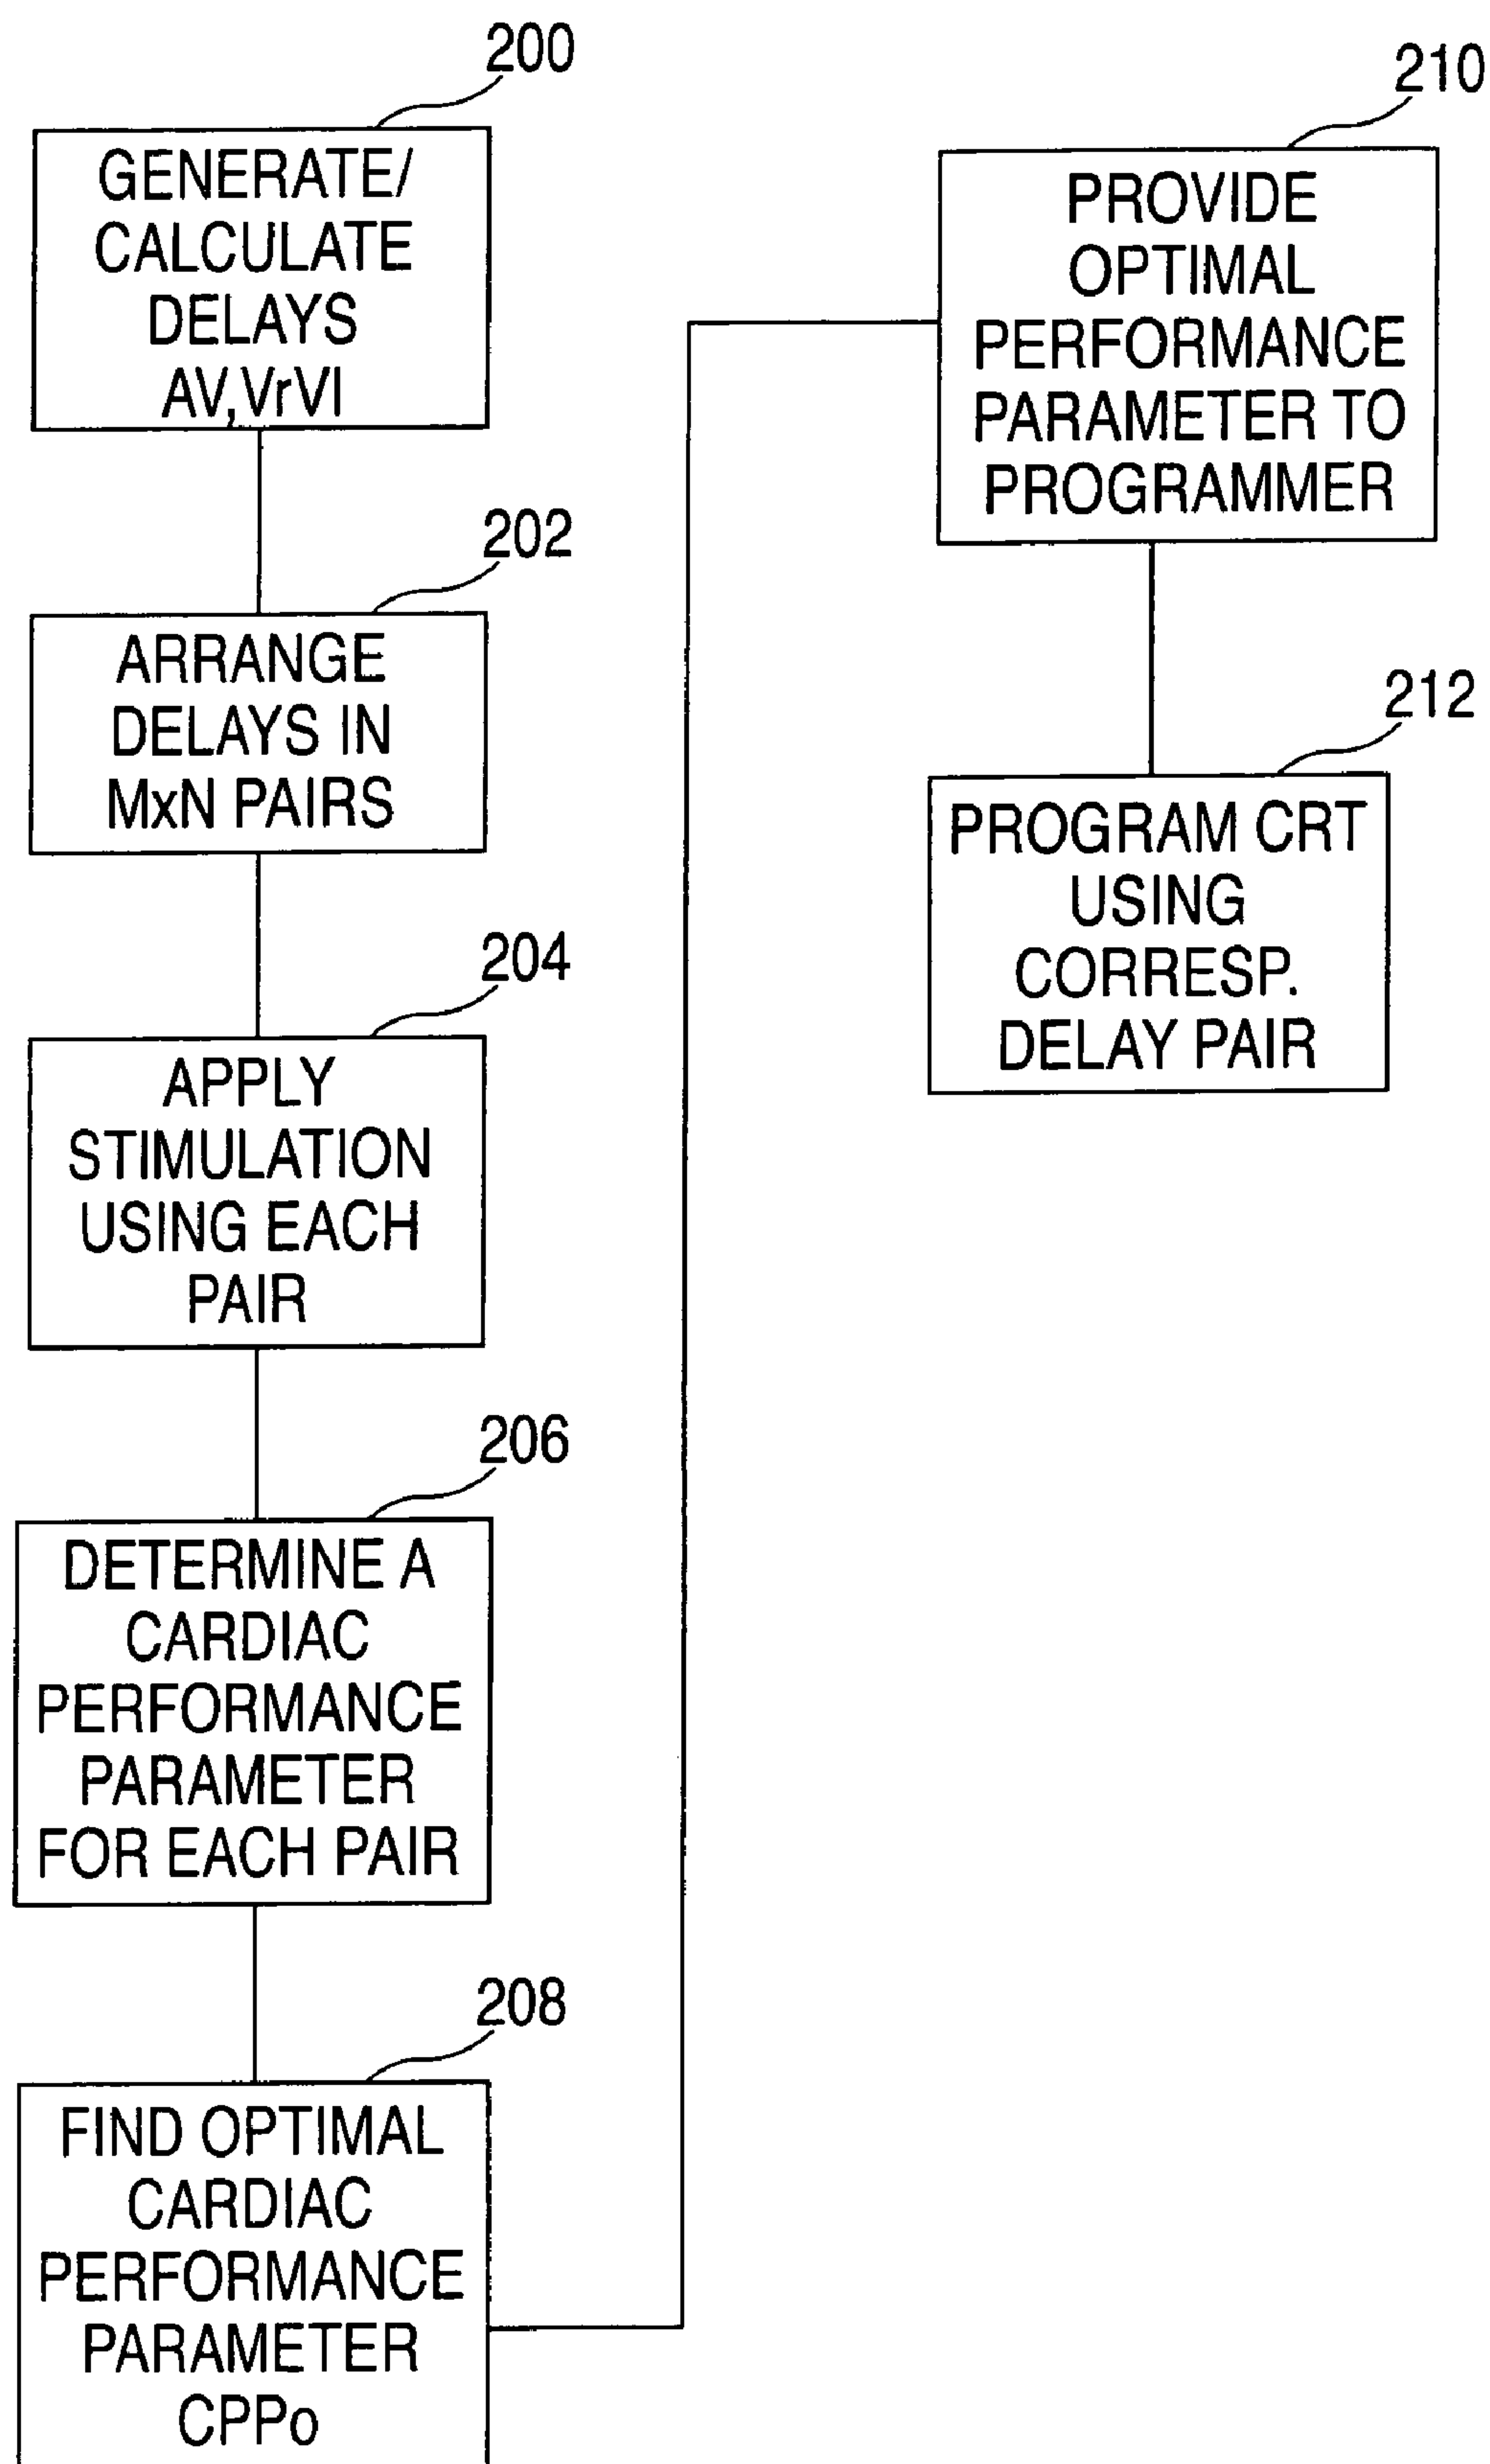 200
GENERATE/
CALCULATE
DELAYS
AV,VrVl
202
ARRANGE
DELAYS IN
MxN PAIRS
204
APPLY
STIMULATION
USING EACH
PAIR
206
DETERMINE A
CARDIAC
PERFORMANCE
PARAMETER
FOR EACH PAIR
208
FIND OPTIMAL
CARDIAC
PERFORMANCE
PARAMETER
CPPo
210
PROVIDE
OPTIMAL
PERFORMANCE
PARAMETER TO
PROGRAMMER
212
PROGRAM CRT
USING
CORRESP.
DELAY PAIR